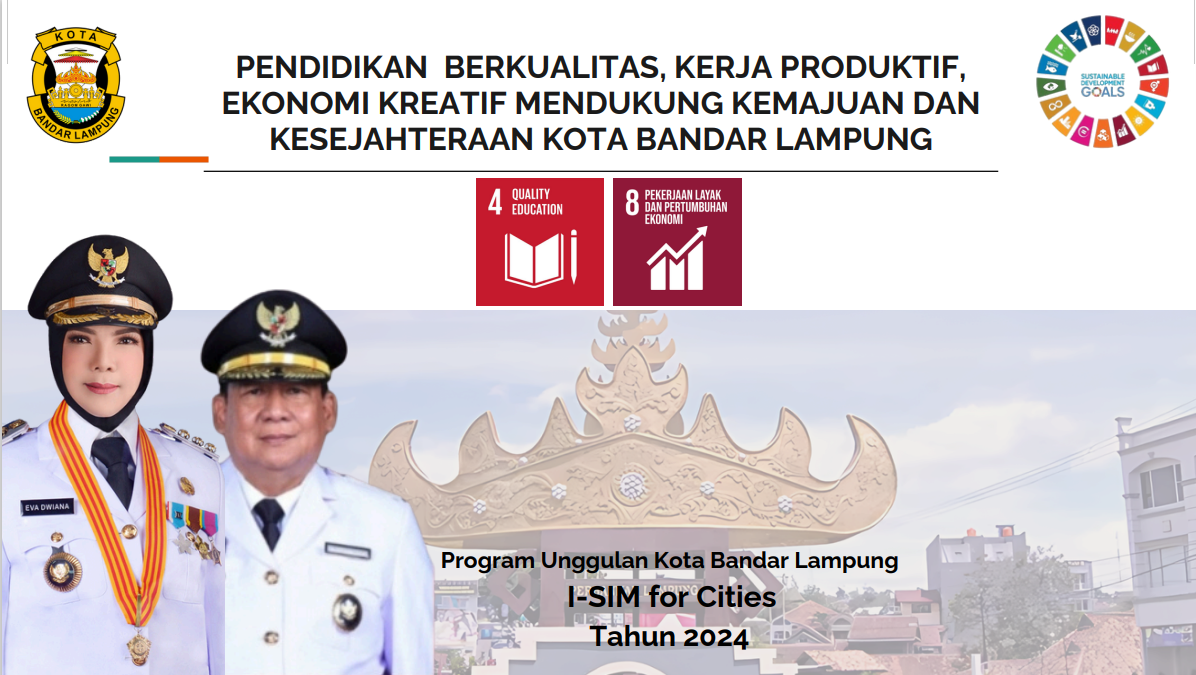 KOTA
RAGOM GAWI
BANDAR LAMPUNG
PENDIDIKAN BERKUALITAS, KERJA PRODUKTIF,
EKONOMI KREATIF MENDUKUNG KEMAJUAN DAN
KESEJAHTERAAN KOTA BANDAR LAMPUNG
SUSTAINABLE
DEVELOPMENT
GOALS
4 QUALITY
EDUCATION
8 PEKERJAAN LAYAK
DAN PERTUMBUHAN
EKONOMI
EVA DWIANA
Program Unggulan Kota Bandar Lampung
I-SIM for Cities
Tahun 2024